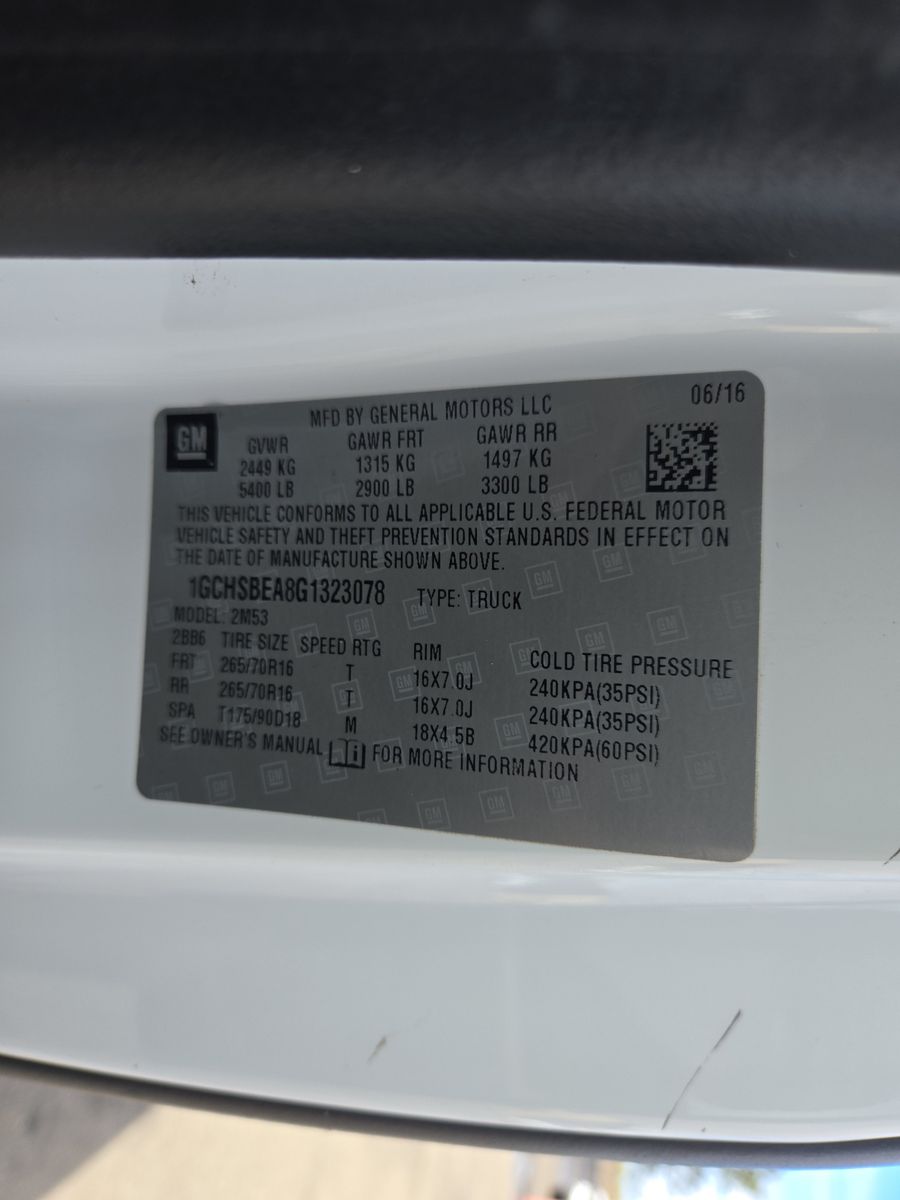 06/16
MFD BY GENERAL MOTORS LLC
GM
GVWR GAWR FRT GAWR RR
2449 KG 1315 KG 1497 KG
5400 LB 2900 LB 3300 LB
THIS VEHICLE CONFORMS TO ALL APPLICABLE U.S. FEDERAL MOTOR
VEHICLE SAFETY AND THEFT PREVENTION STANDARDS IN EFFECT ON
THE DATE OF MANUFACTURE SHOWN ABOVE.
1GCHSBEA8G1323078 TYPE: TRUCK
MODEL: 2M53
2BB6 TIRE SIZE SPEED RTG RIM COLD TIRE PRESSURE
FRT 265/70R16 T 16X7.0J 240KPA(35PSI)
RR 265/70R16 T 16X7.0J 240KPA(35PSI)
SPA T175/90D18 M 18X4.5B 420KPA(60PSI)
SEE OWNER'S MANUAL FOR MORE INFORMATION